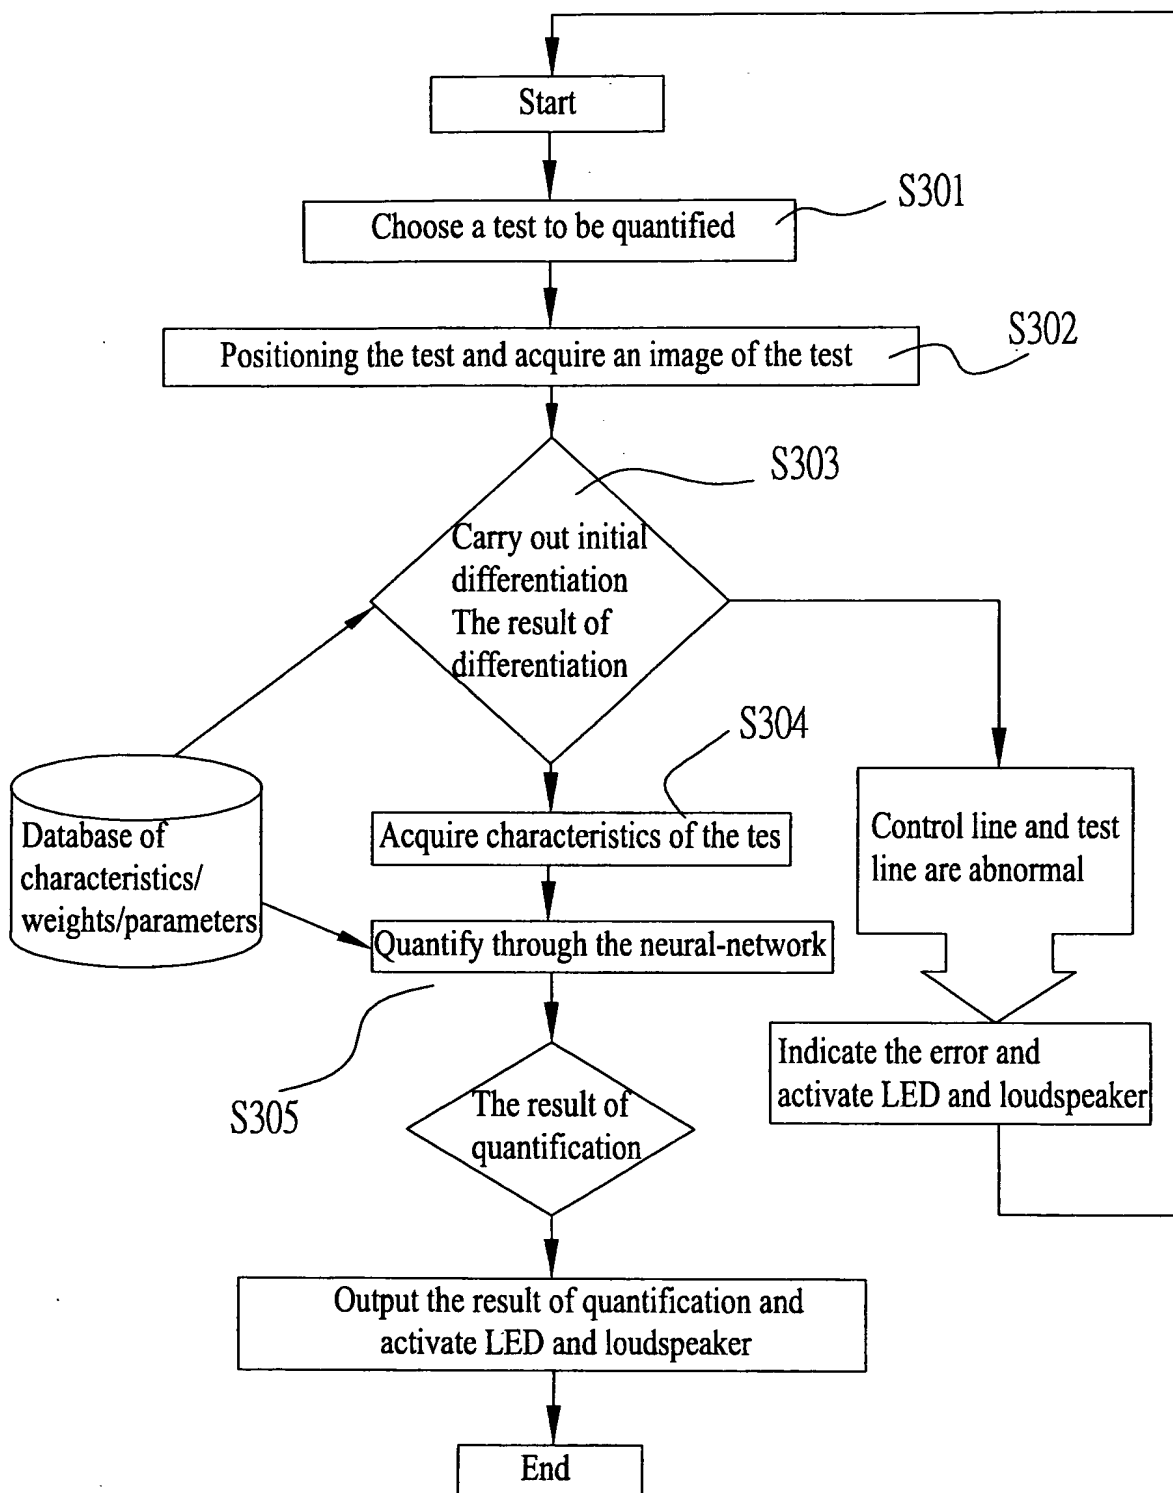 Start
S301
Choose a test to be quantified
S302
Positioning the test and acquire an image of the test
S303
Carry out initial
differentiation
The result of
differentiation
S304
Database of
characteristics/
weights/parameters
Acquire characteristics of the tes
Control line and test
line are abnormal
Quantify through the neural-network
S305
The result of
quantification
Indicate the error and
activate LED and loudspeaker
Output the result of quantification and
activate LED and loudspeaker
End